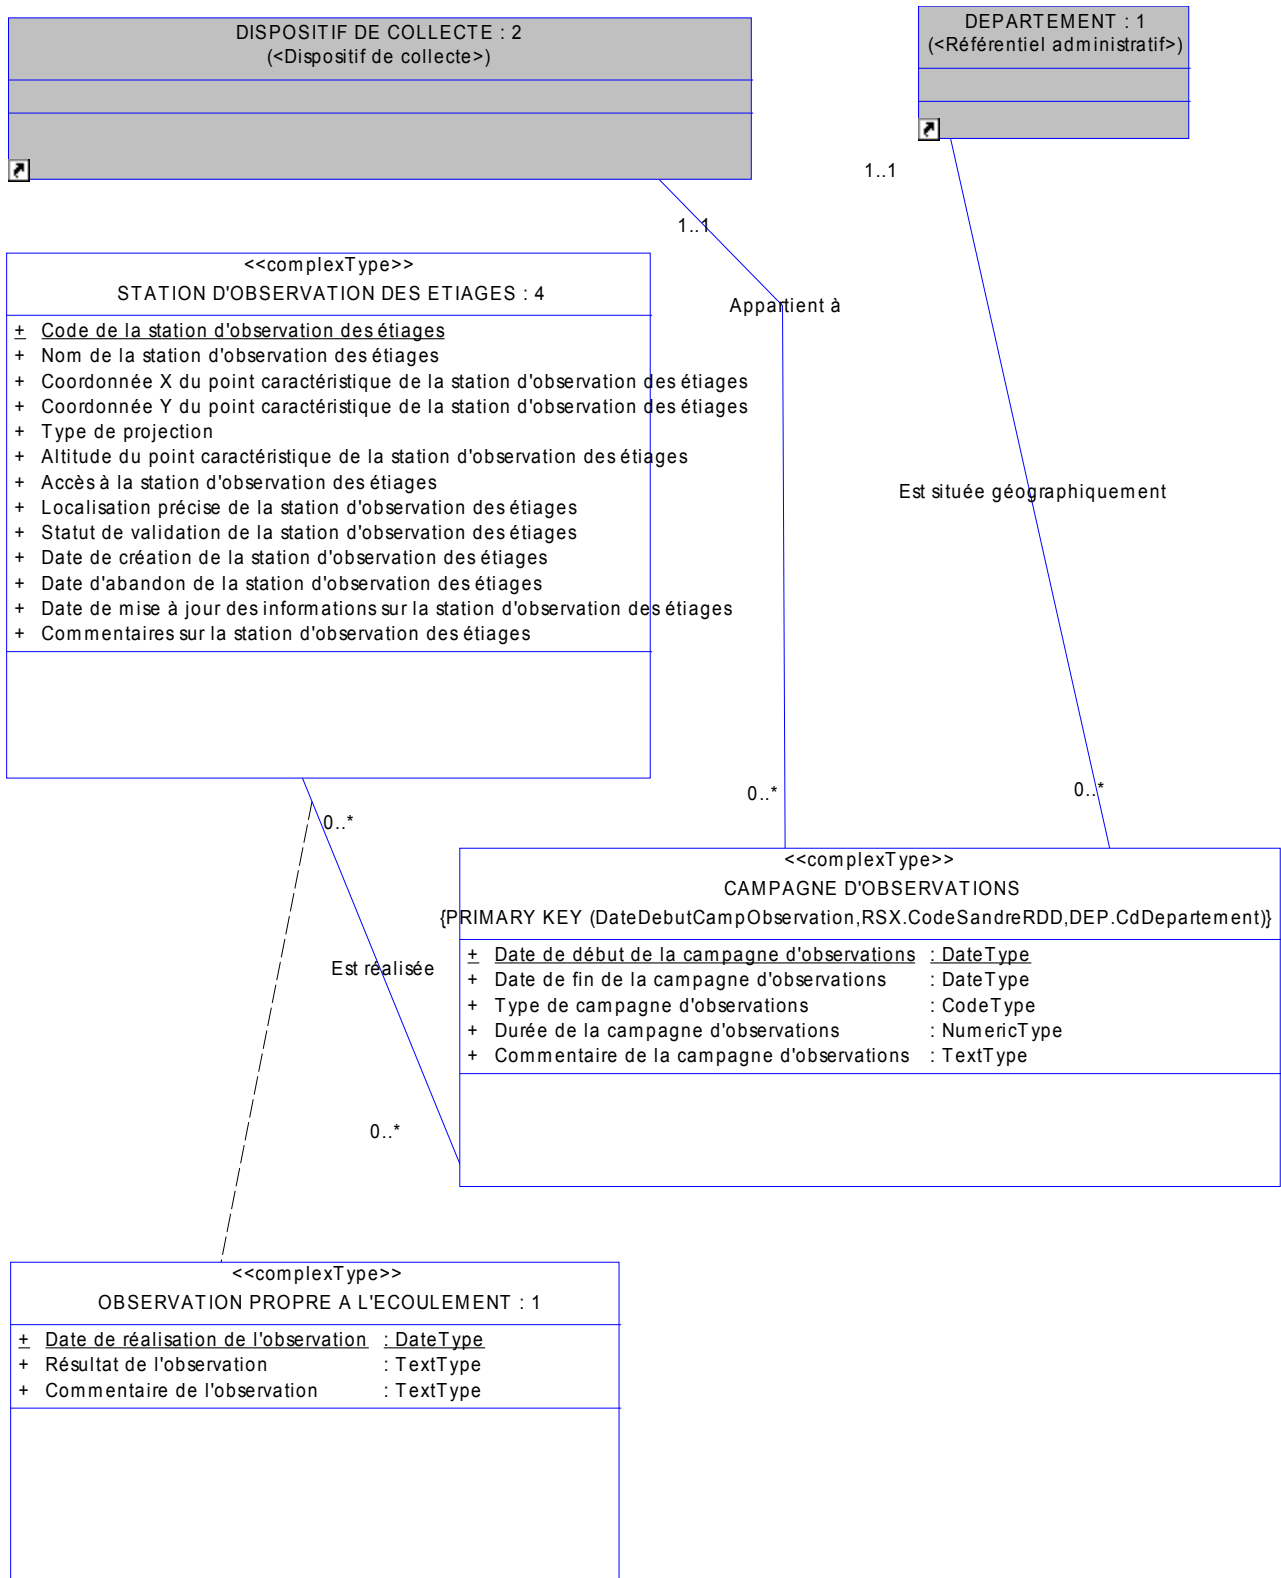 DISPOSITIF DE COLLECTE : 2
(<Dispositif de collecte>)
DEPARTEMENT : 1
(<Référentiel administratif>)
1..1
1..1
Appartient à
<<complexType>>
STATION D'OBSERVATION DES ETIAGES : 4
+ Code de la station d'observation des étiages
+ Nom de la station d'observation des étiages
+ Coordonnée X du point caractéristique de la station d'observation des étiages
+ Coordonnée Y du point caractéristique de la station d'observation des étiages
+ Type de projection
+ Altitude du point caractéristique de la station d'observation des étiages
+ Accès à la station d'observation des étiages
+ Localisation précise de la station d'observation des étiages
+ Statut de validation de la station d'observation des étiages
+ Date de création de la station d'observation des étiages
+ Date d'abandon de la station d'observation des étiages
+ Date de mise à jour des informations sur la station d'observation des étiages
+ Commentaires sur la station d'observation des étiages
Est située géographiquement
0..*
0..*
0..*
<<complexType>>
CAMPAGNE D'OBSERVATIONS
{PRIMARY KEY (DateDebutCampObservation,RSX.CodeSandreRDD,DEP.CdDepartement)}
+ Date de début de la campagne d'observations : DateType
+ Date de fin de la campagne d'observations : DateType
+ Type de campagne d'observations : CodeType
+ Durée de la campagne d'observations : NumericType
+ Commentaire de la campagne d'observations : TextType
Est réalisée
0..*
<<complexType>>
OBSERVATION PROPRE A L'ECOULEMENT : 1
+ Date de réalisation de l'observation : DateType
+ Résultat de l'observation : TextType
+ Commentaire de l'observation : TextType